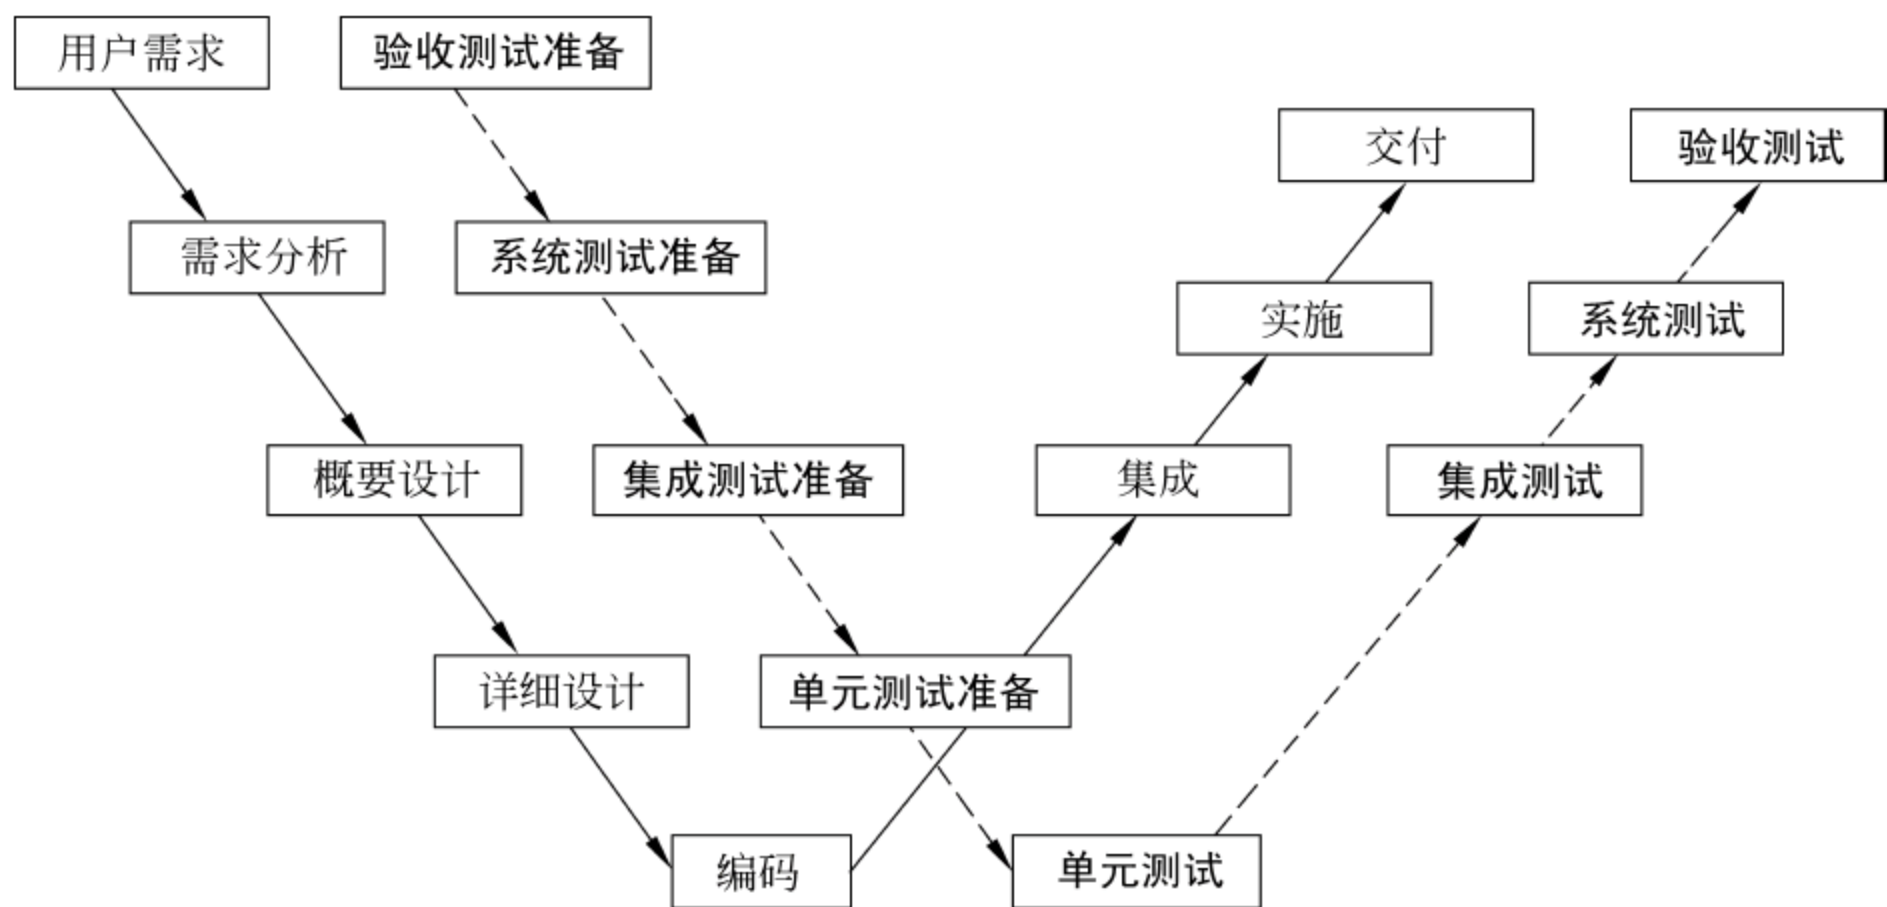 用户需求
验收测试准备
交付
验收测试
需求分析
系统测试准备
实施
系统测试
概要设计
集成测试准备
集成
集成测试
详细设计
单元测试准备
编码
单元测试